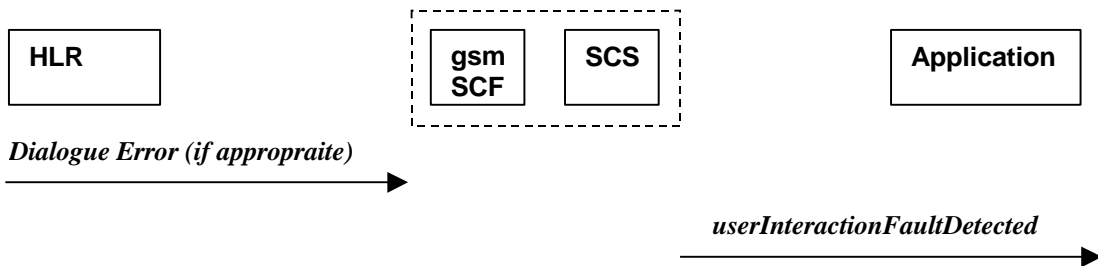 HLR
gsm
SCF
SCS
Application
Dialogue Error (if appropraite)
userInteractionFaultDetected